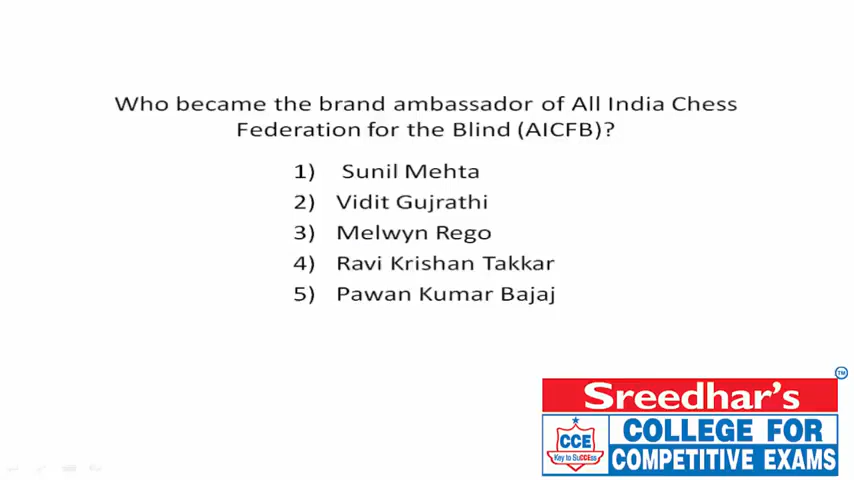 Who became the brand ambassador of All India Chess
Federation for the Blind (AICFB)?
1) Sunil Mehta
2) Vidit Gujrathi
3) Melwyn Rego
4) Ravi Krishan Takkar
5) Pawan Kumar Bajaj
TM
Sreedhar's
CCE
Key to SuCCEss
COLLEGE FOR
COMPETITIVE EXAMS